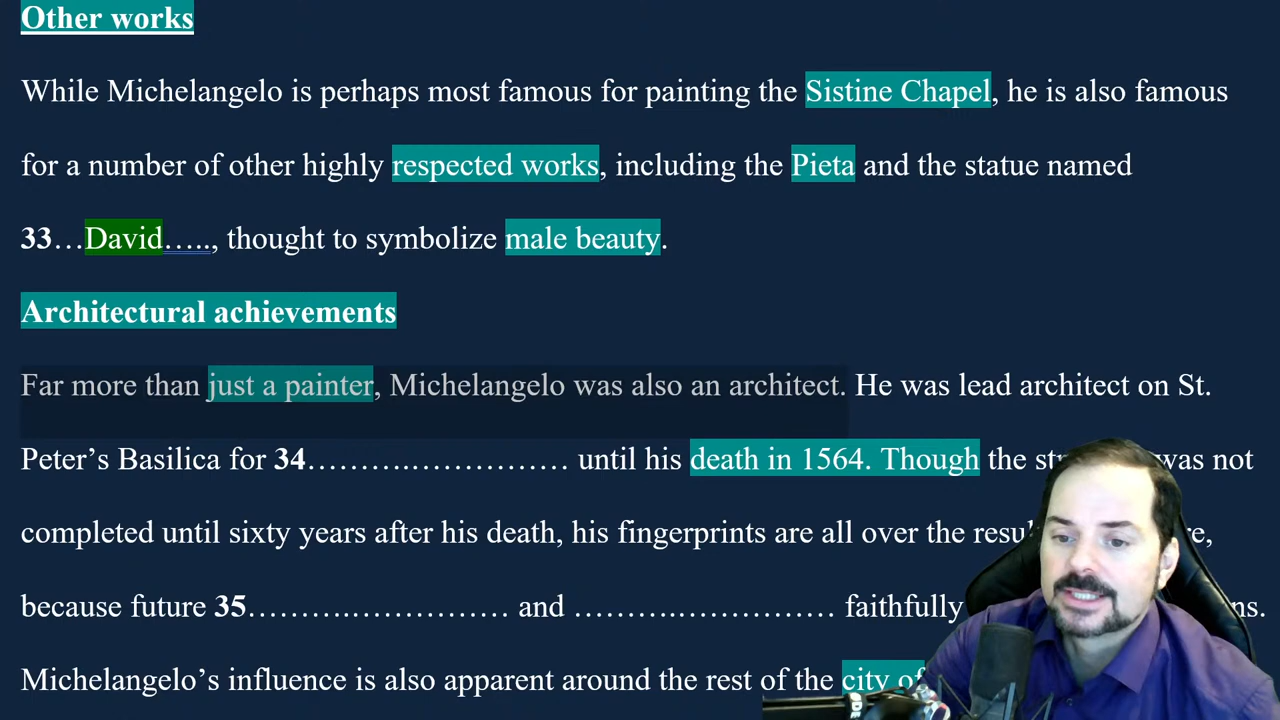 Other works
While Michelangelo is perhaps most famous for painting the Sistine Chapel, he is also famous
for a number of other highly respected works, including the Pieta and the statue named
33…David….., thought to symbolize male beauty.
Architectural achievements
Far more than just a painter, Michelangelo was also an architect. He was lead architect on St.
Peter’s Basilica for 34……….…………… until his death in 1564. Though the was not
completed until sixty years after his death, his fingerprints are all over the
because future 35……….…………… and ……….…………… faithfully
Michelangelo’s influence is also apparent around the rest of the city of